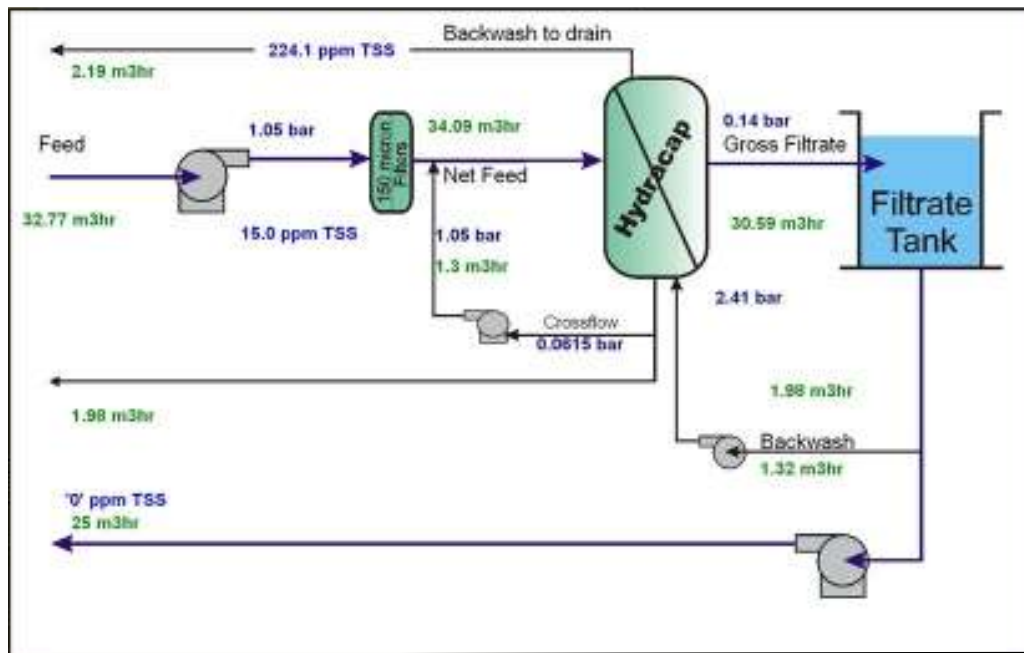 Backwash to drain
224.1 ppm TSS
2.19 m3hr
1.05 bar
34.09 m3hr
0.14 bar
Feed
150 micron
Filters
Net Feed
Hydracap
Gross Filtrate
Filtrate
Tank
32.77 m3hr
15.0 ppm TSS
1.05 bar
1.3 m3hr
30.59 m3hr
2.41 bar
Crossflow
0.0615 bar
1.98 m3hr
1.98 m3hr
Backwash
1.32 m3hr
'0' ppm TSS
25 m3hr